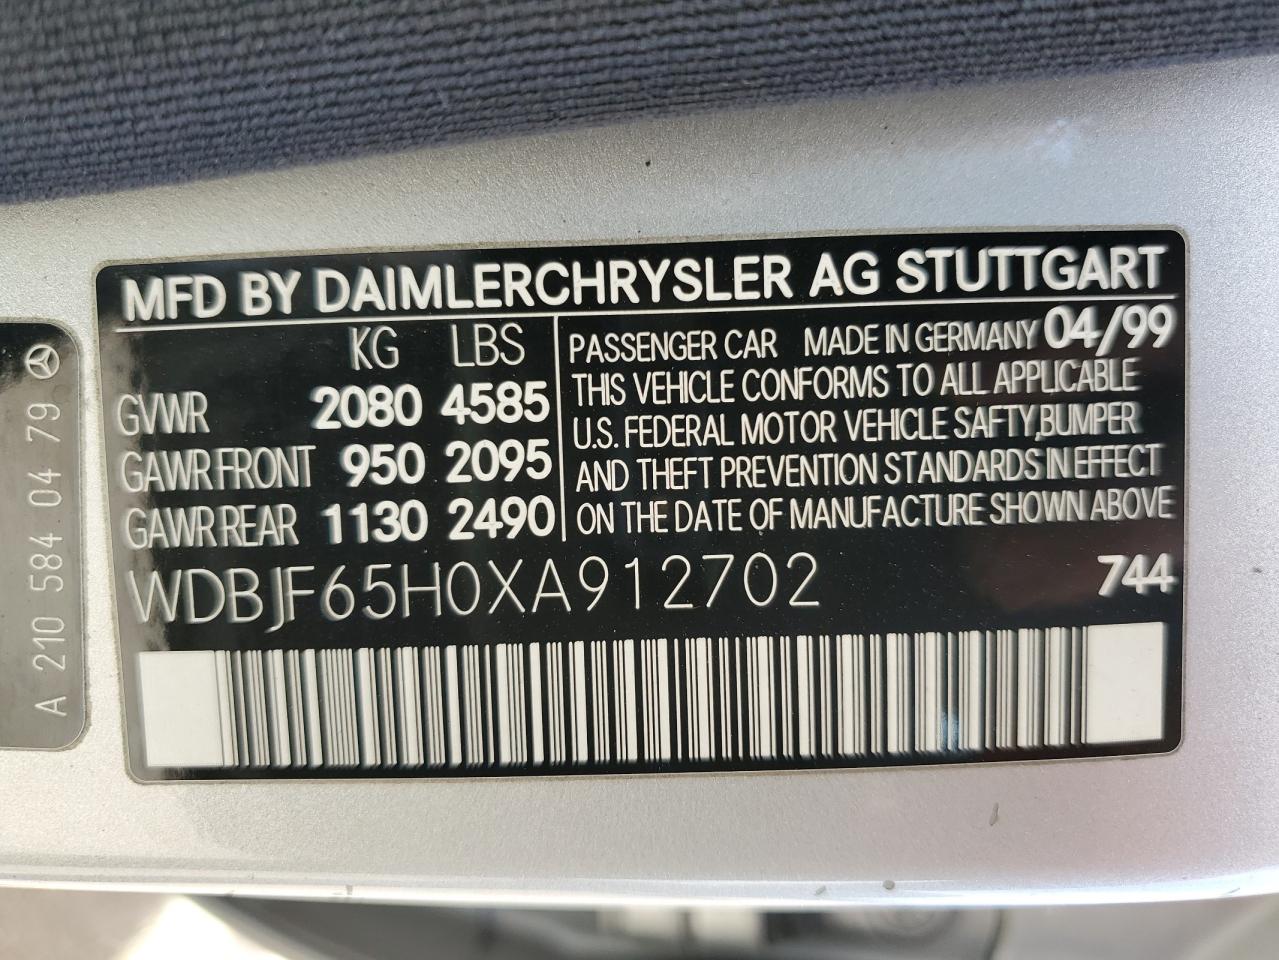 MFD BY DAIMLERCHRYSLER AG STUTTGART
KG LBS
GVWR 2080 4585
GAWR FRONT 950 2095
GAWR REAR 1130 2490
PASSENGER CAR MADE IN GERMANY 04/99
THIS VEHICLE CONFORMS TO ALL APPLICABLE
U.S. FEDERAL MOTOR VEHICLE SAFTY,BUMPER
AND THEFT PREVENTION STANDARDS IN EFFECT
ON THE DATE OF MANUFACTURE SHOWN ABOVE
WDBJF65H0XA912702 744
A 210 584 04 79